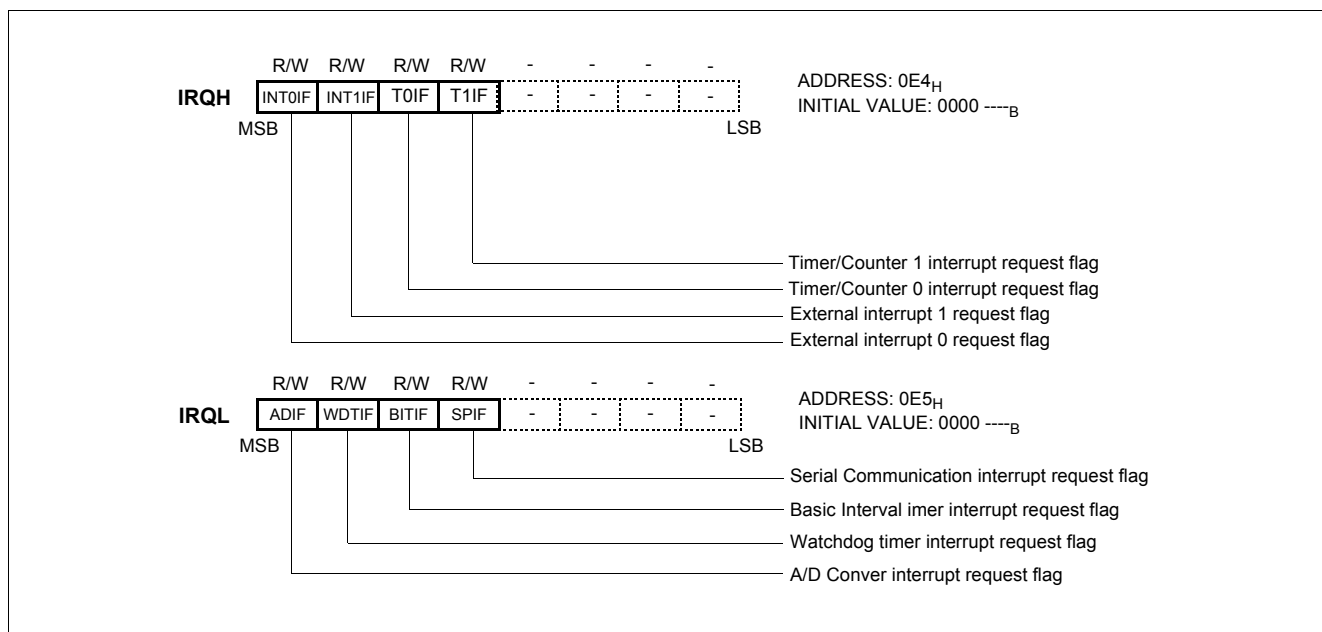 R/W R/W R/W R/W - - - -
IRQH INT0IF INT1IF T0IF T1IF - - - -
ADDRESS: 0E4H
INITIAL VALUE: 0000 ----B
MSB LSB
Timer/Counter 1 interrupt request flag
Timer/Counter 0 interrupt request flag
External interrupt 1 request flag
External interrupt 0 request flag
R/W R/W R/W R/W - - - -
IRQL ADIF WDTIF BITIF SPIF - - - -
ADDRESS: 0E5H
INITIAL VALUE: 0000 ----B
MSB LSB
Serial Communication interrupt request flag
Basic Interval imer interrupt request flag
Watchdog timer interrupt request flag
A/D Conver interrupt request flag